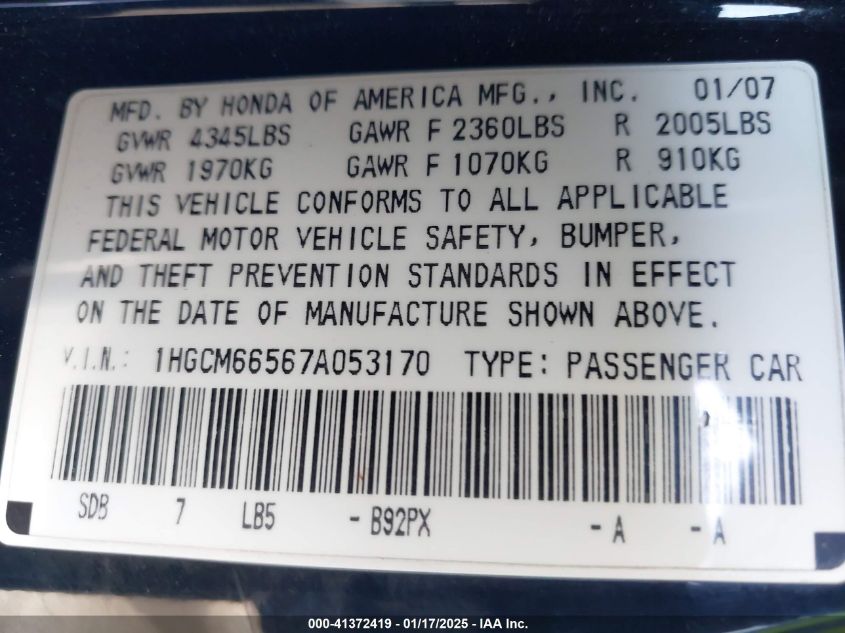 MFD. BY HONDA OF AMERICA MFG., INC. 01/07
GVWR 4345LBS GAWR F 2360LBS R 2005LBS
GVWR 1970KG GAWR F 1070KG R 910KG
THIS VEHICLE CONFORMS TO ALL APPLICABLE
FEDERAL MOTOR VEHICLE SAFETY, BUMPER,
AND THEFT PREVENTION STANDARDS IN EFFECT
ON THE DATE OF MANUFACTURE SHOWN ABOVE.
V.I.N.: 1HGCM66567A053170 TYPE: PASSENGER CAR
SDB 7 LB5 - B92PX - A - A
000-41372419 - 01/17/2025 - IAA Inc.